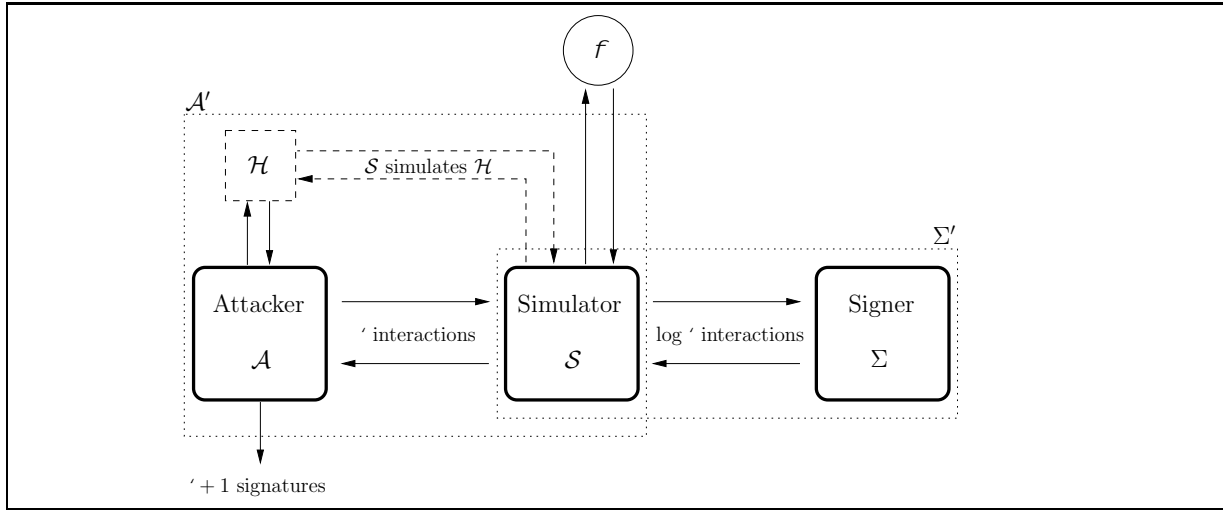 f
𝒜′
ℋ
𝒮 simulates ℋ
Σ′
Attacker
𝒜
‘ interactions
Simulator
𝒮
log ‘ interactions
Signer
Σ
‘ + 1 signatures